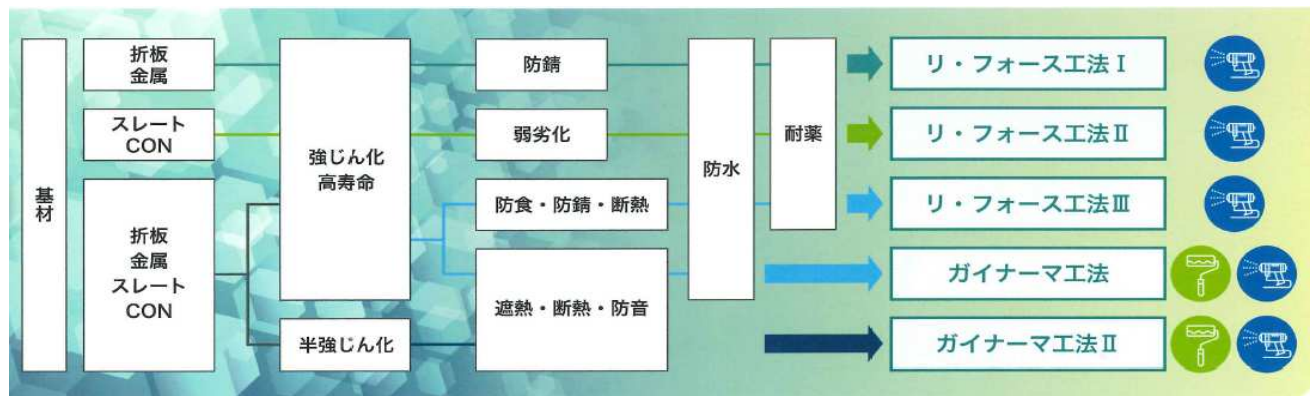 基材
折板
金属
スレート
CON
折板
金属
スレート
CON
強じん化
高寿命
半強じん化
防錆
弱劣化
防食・防錆・断熱
遮熱・断熱・防音
防水
耐薬
リ・フォース工法Ⅰ
リ・フォース工法Ⅱ
リ・フォース工法Ⅲ
ガイナーマ工法
ガイナーマ工法Ⅱ